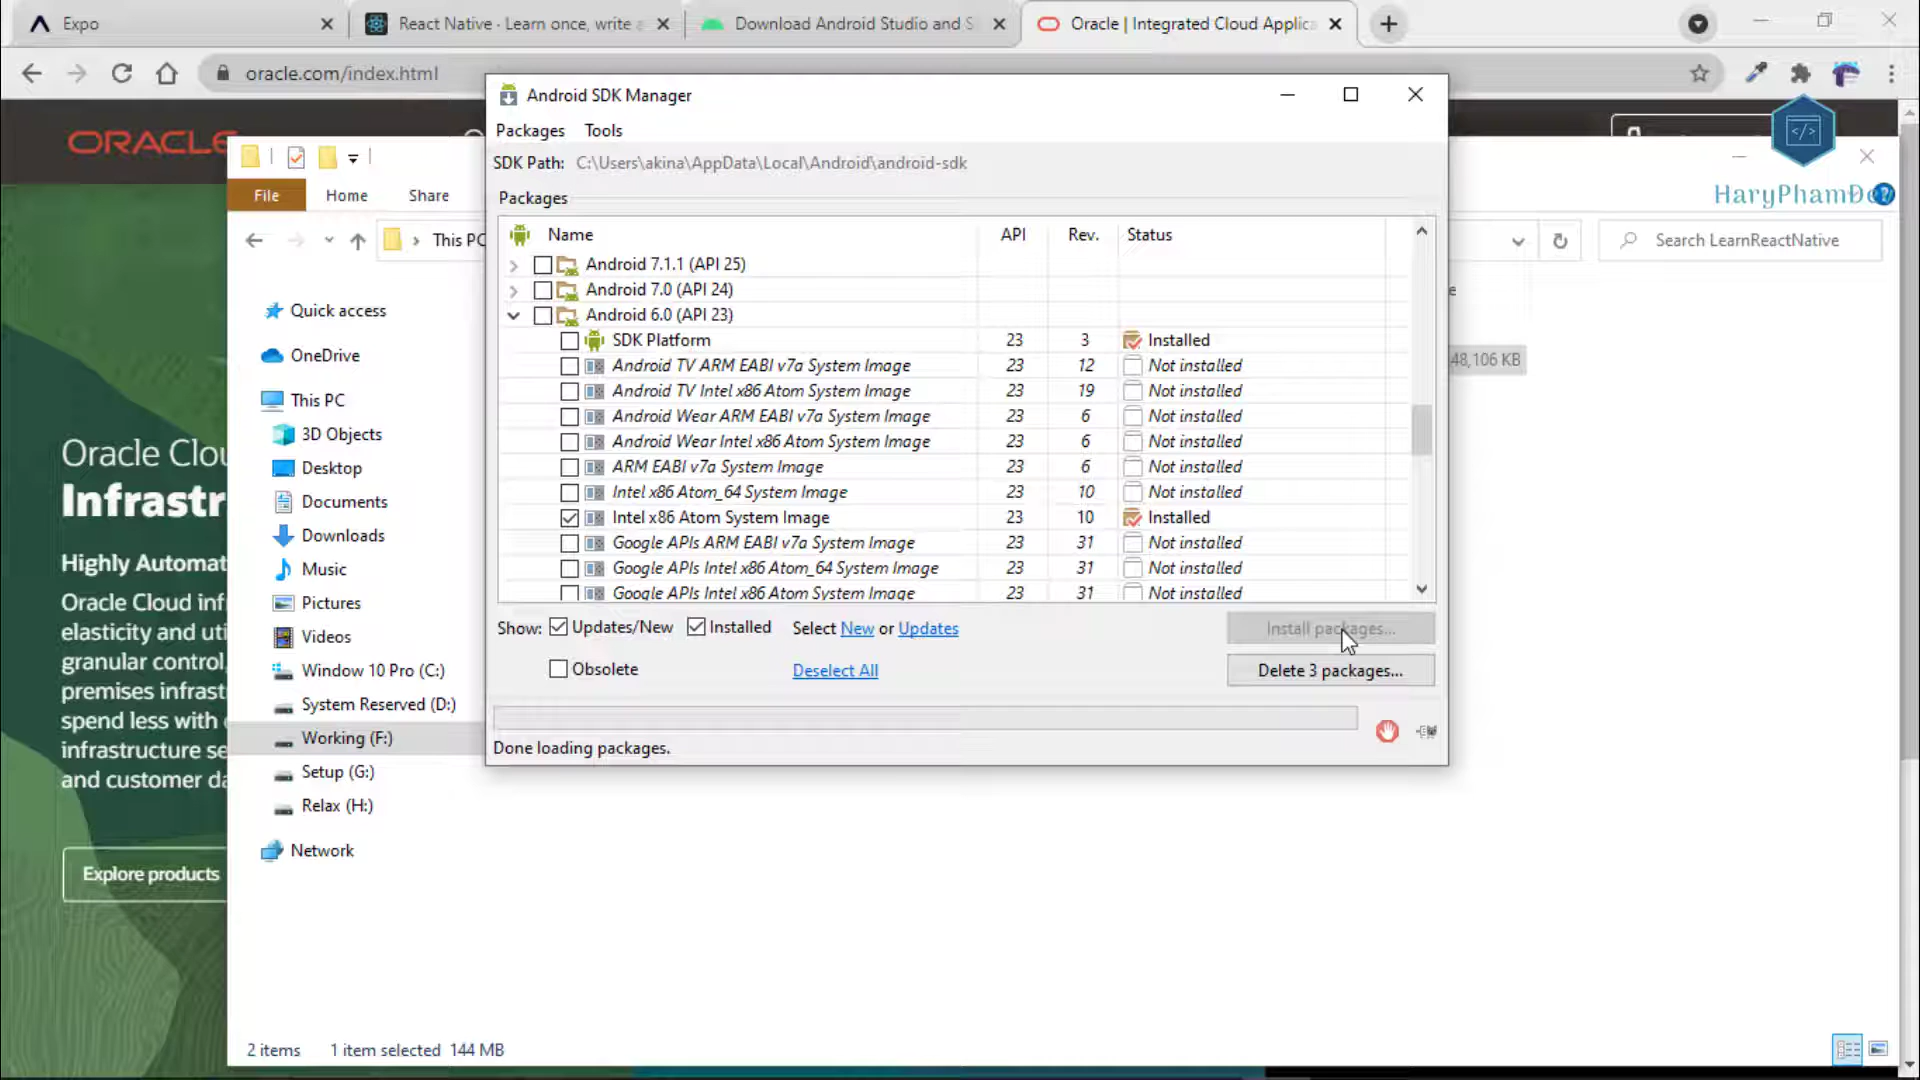 Expo
React Native · Learn once, write
Download Android Studio and S
Oracle | Integrated Cloud Applica
oracle.com/index.html
ORACLE
HaryPhamDe
File
Home
Share
This PC
Search LearnReactNative
Quick access
OneDrive
This PC
3D Objects
Desktop
Documents
Downloads
Music
Pictures
Videos
Window 10 Pro (C:)
System Reserved (D:)
Working (F:)
Setup (G:)
Relax (H:)
Network
2 items
1 item selected 144 MB
e
48,106 KB
Oracle Clou
Infrastr
Highly Automat
Oracle Cloud inf
elasticity and uti
granular control,
premises infrast
spend less with
infrastructure se
and customer da
Explore products
Android SDK Manager
Packages Tools
SDK Path: C:\Users\akina\AppData\Local\Android\android-sdk
Packages
Name API Rev. Status
Android 7.1.1 (API 25)
Android 7.0 (API 24)
Android 6.0 (API 23)
SDK Platform 23 3 Installed
Android TV ARM EABI v7a System Image 23 12 Not installed
Android TV Intel x86 Atom System Image 23 19 Not installed
Android Wear ARM EABI v7a System Image 23 6 Not installed
Android Wear Intel x86 Atom System Image 23 6 Not installed
ARM EABI v7a System Image 23 6 Not installed
Intel x86 Atom_64 System Image 23 10 Not installed
Intel x86 Atom System Image 23 10 Installed
Google APIs ARM EABI v7a System Image 23 31 Not installed
Google APIs Intel x86 Atom_64 System Image 23 31 Not installed
Google APIs Intel x86 Atom System Image 23 31 Not installed
Show: Updates/New Installed Select New or Updates
Install packages...
Obsolete Deselect All
Delete 3 packages...
Done loading packages.